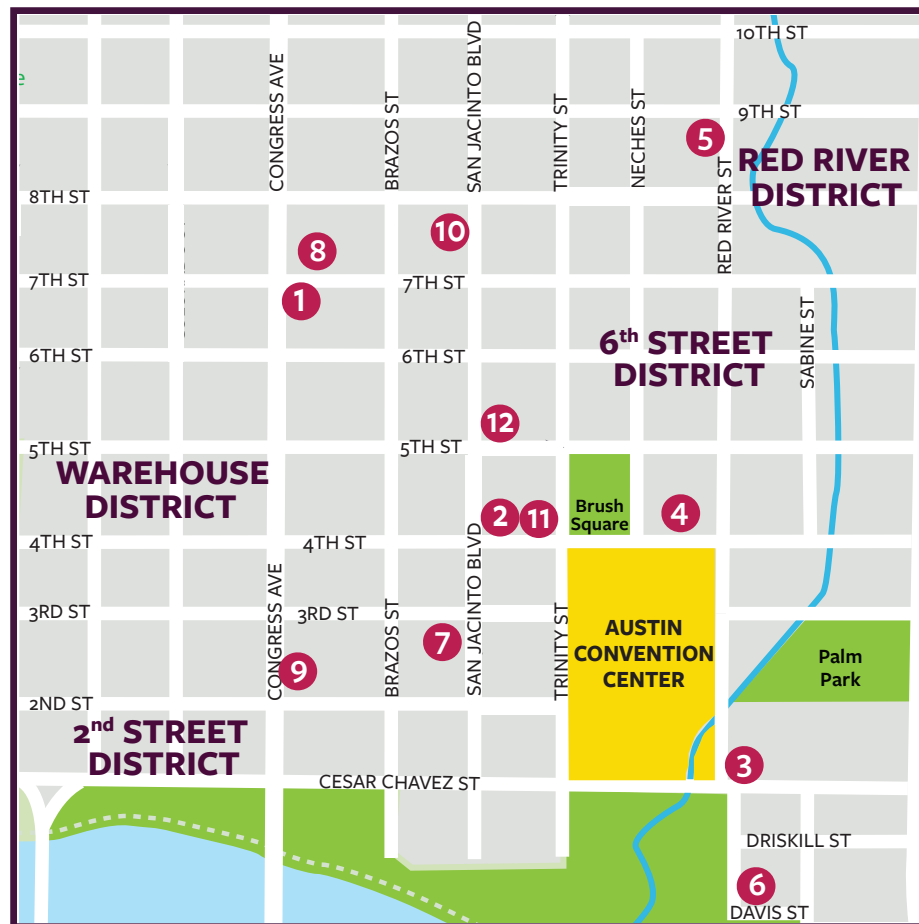 10TH ST
CONGRESS AVE
BRAZOS ST
SAN JACINTO BLVD
TRINITY ST
NECHES ST
9TH ST
5
RED RIVER
DISTRICT
8TH ST
RED RIVER ST
10
8
7TH ST
7TH ST
1
SABINE ST
6th STREET
DISTRICT
6TH ST
6TH ST
12
5TH ST
5TH ST
WAREHOUSE
DISTRICT
2
11
Brush
Square
4
4TH ST
4TH ST
SAN JACINTO BLVD
CONGRESS AVE
BRAZOS ST
TRINITY ST
3RD ST
3RD ST
7
9
AUSTIN
CONVENTION
CENTER
Palm
Park
2ND ST
2nd STREET
DISTRICT
3
CESAR CHAVEZ ST
DRISKILL ST
6
DAVIS ST